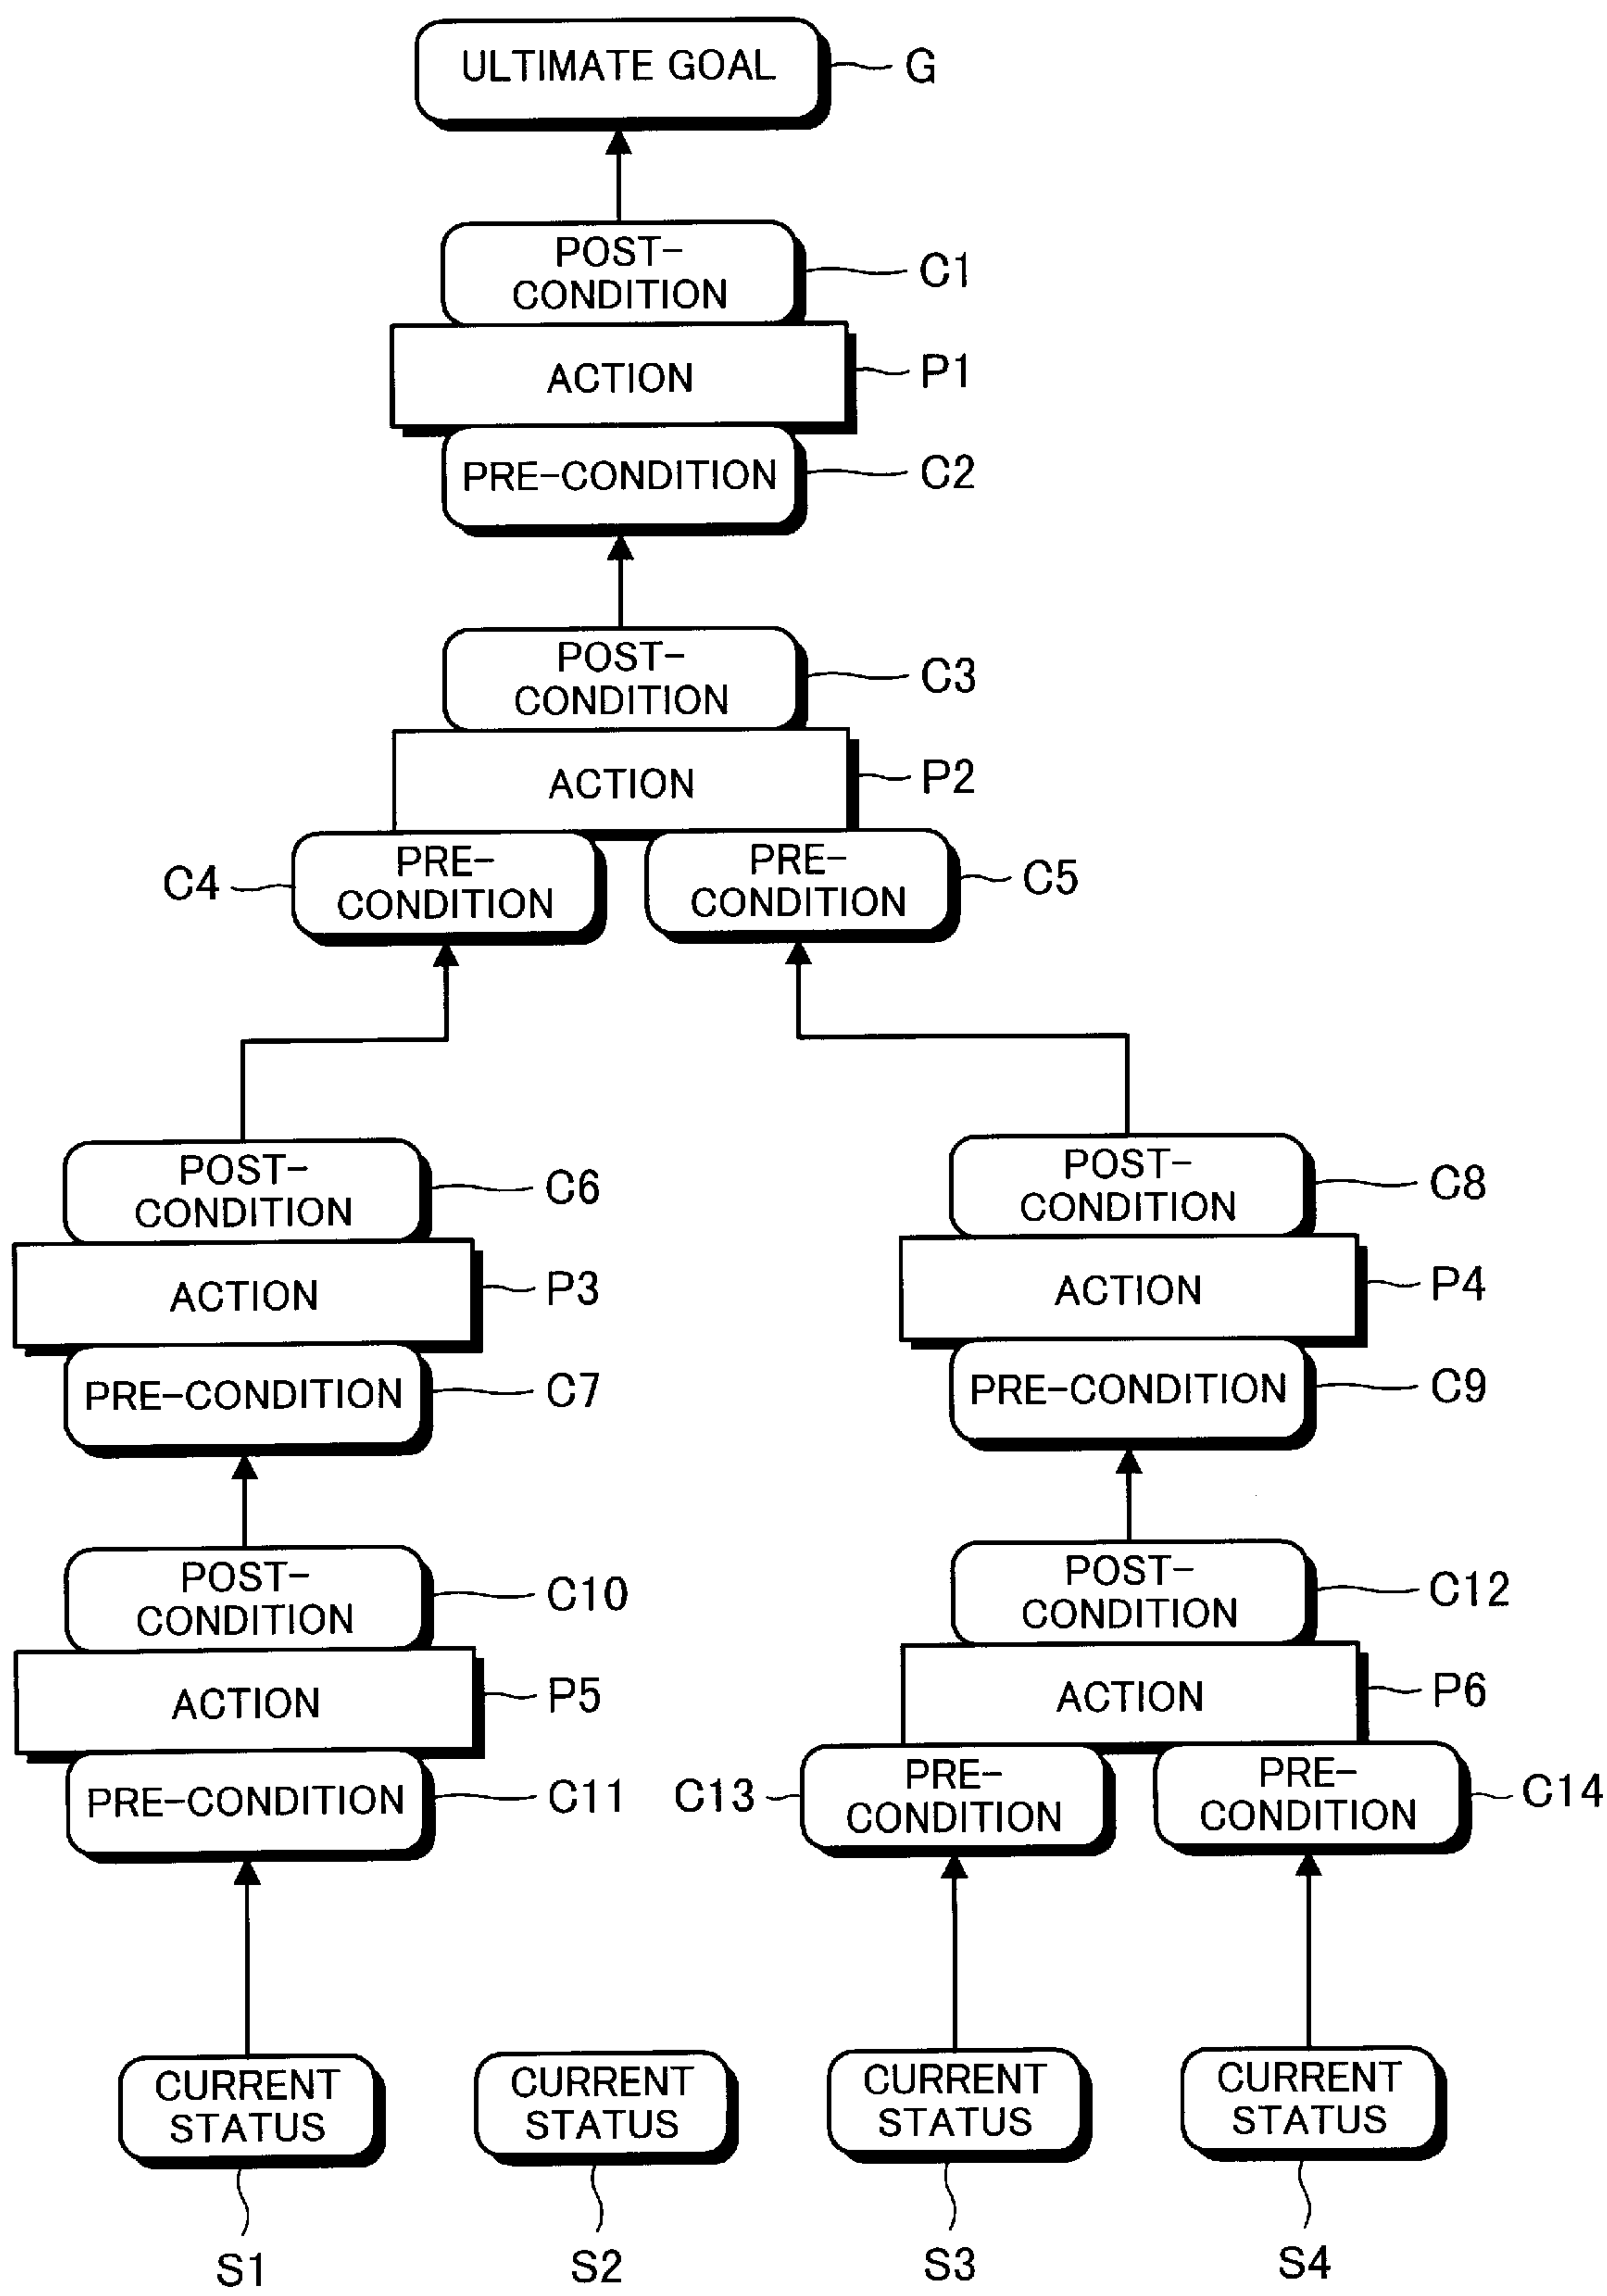 ULTIMATE GOAL
G
POST-
CONDITION
C1
ACTION
P1
PRE-CONDITION
C2
POST-
CONDITION
C3
ACTION
P2
C4
PRE-
CONDITION
PRE-
CONDITION
C5
POST-
CONDITION
C6
ACTION
P3
PRE-CONDITION
C7
POST-
CONDITION
C8
ACTION
P4
PRE-CONDITION
C9
POST-
CONDITION
C10
ACTION
P5
PRE-CONDITION
C11
POST-
CONDITION
C12
ACTION
P6
C13
PRE-
CONDITION
PRE-
CONDITION
C14
CURRENT
STATUS
S1
CURRENT
STATUS
S2
CURRENT
STATUS
S3
CURRENT
STATUS
S4